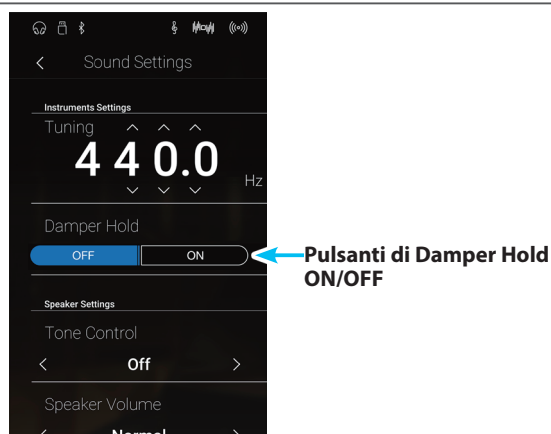 Sound Settings
Instruments Settings
Tuning
440.0 Hz
Damper Hold
OFF ON
Pulsanti di Damper Hold
ON/OFF
Speaker Settings
Tone Control
Off
Speaker Volume
Normal